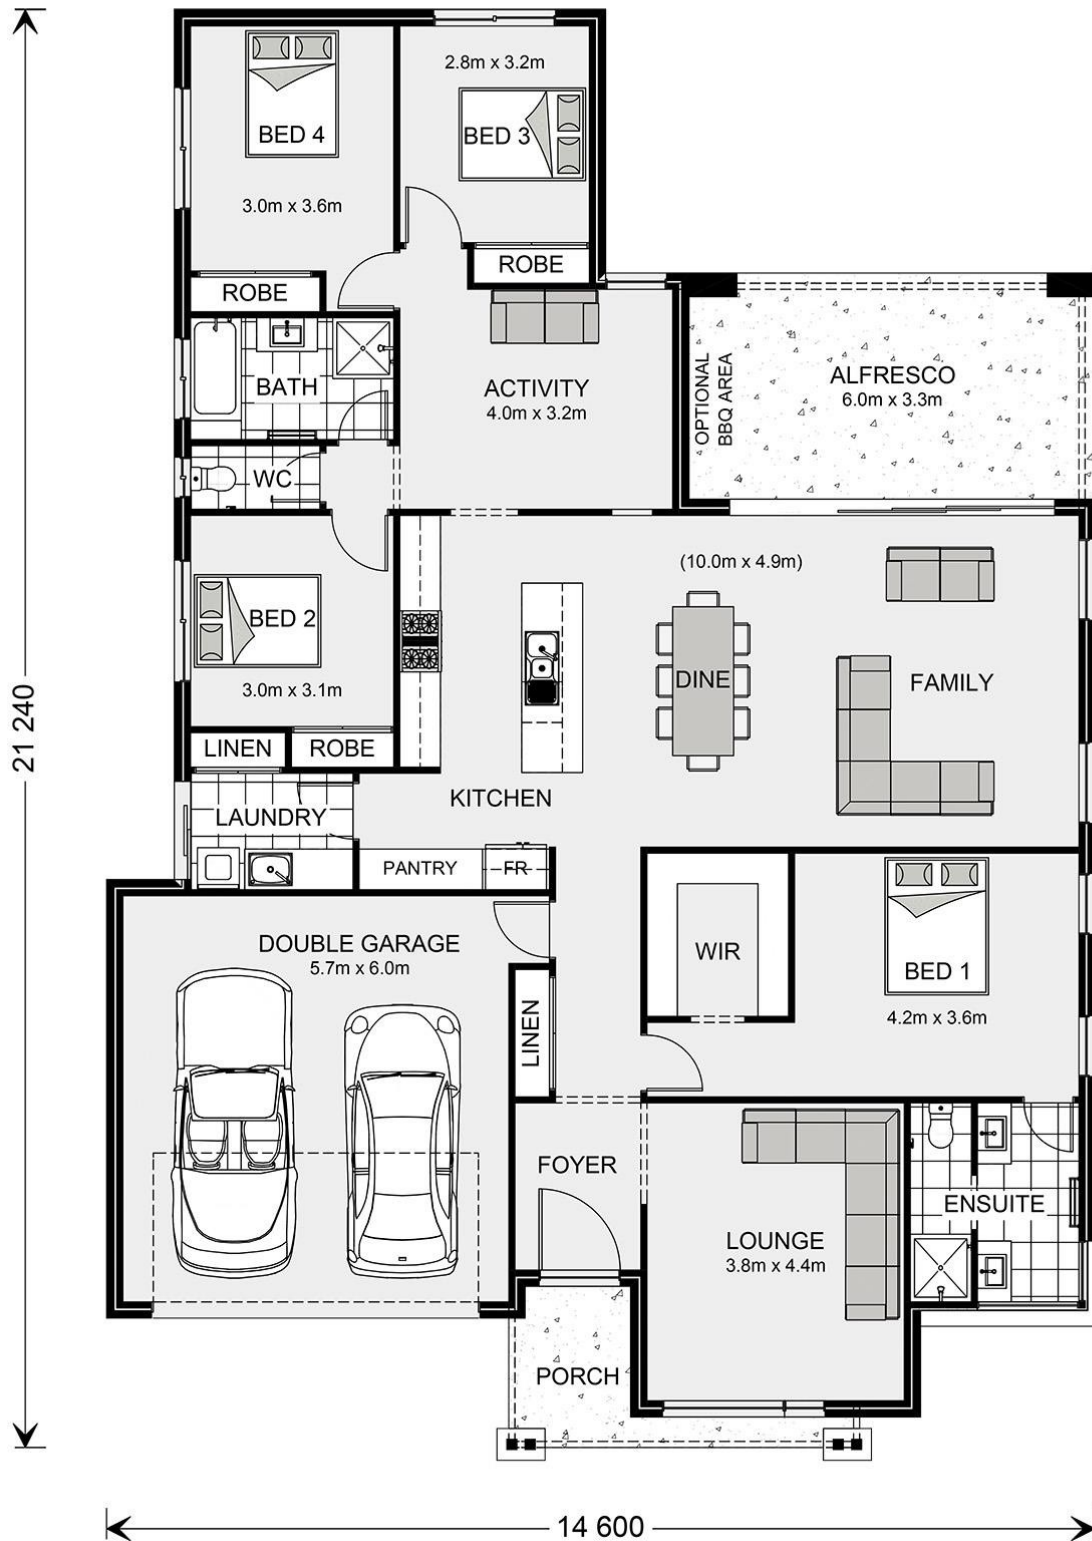 2.8m x 3.2m
BED 4
BED 3
3.0m x 3.6m
ROBE
ROBE
BATH
ACTIVITY
4.0m x 3.2m
OPTIONAL
BBQ AREA
ALFRESCO
6.0m x 3.3m
WC
(10.0m x 4.9m)
BED 2
3.0m x 3.1m
DINE
FAMILY
21 240
LINEN
ROBE
LAUNDRY
KITCHEN
PANTRY
FR
DOUBLE GARAGE
5.7m x 6.0m
WIR
BED 1
4.2m x 3.6m
LINEN
FOYER
LOUNGE
3.8m x 4.4m
ENSUITE
PORCH
14 600